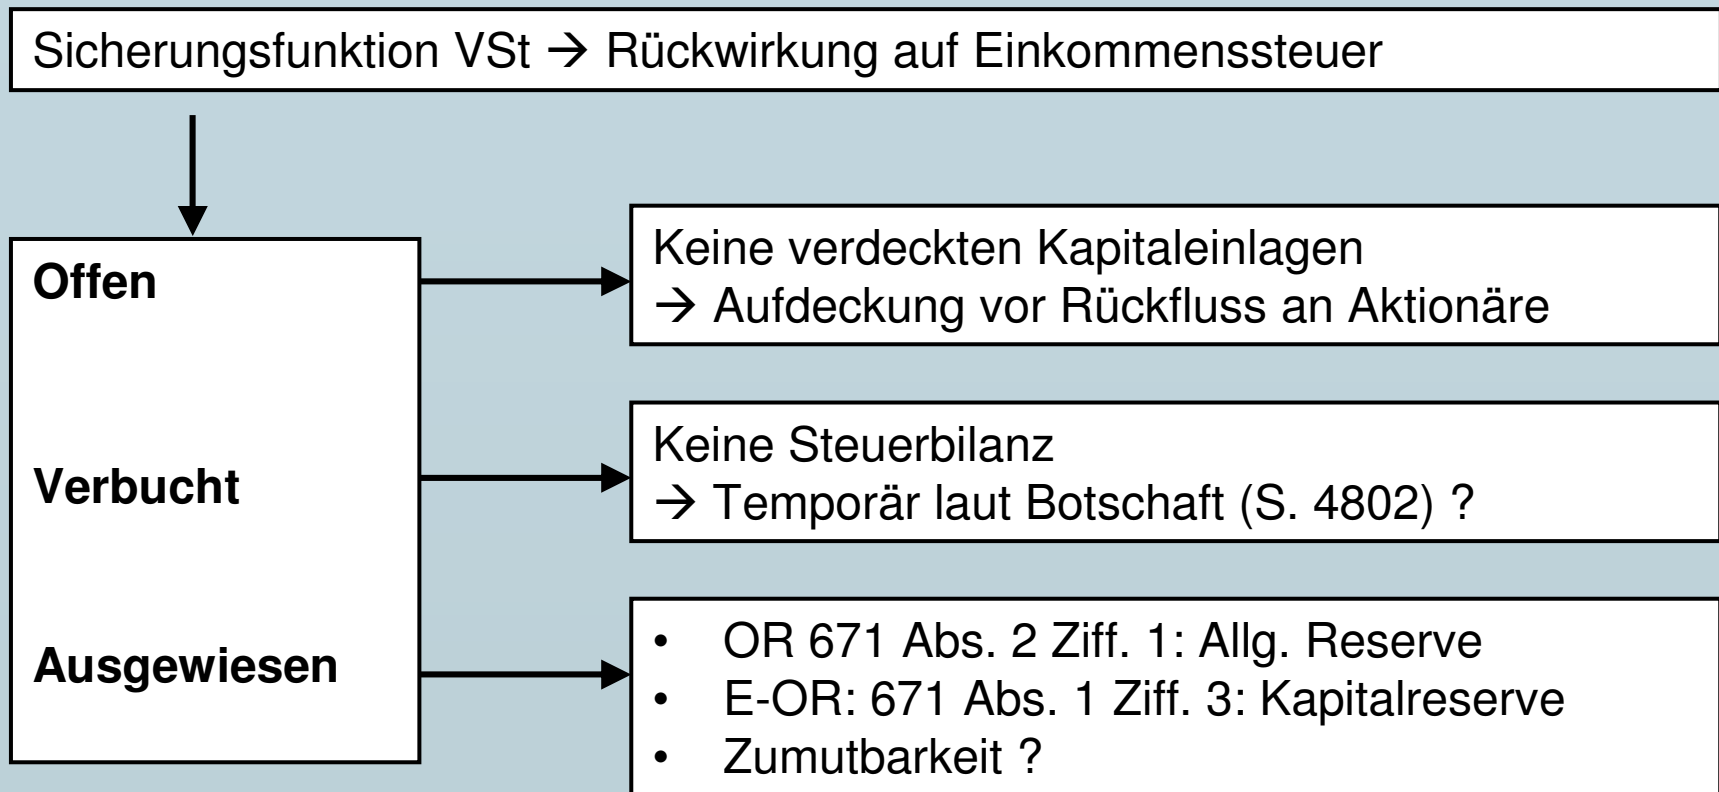 Sicherungsfunktion VSt → Rückwirkung auf Einkommenssteuer
Offen
Keine verdeckten Kapitaleinlagen
→ Aufdeckung vor Rückfluss an Aktionäre
Verbucht
Keine Steuerbilanz
→ Temporär laut Botschaft (S. 4802) ?
Ausgewiesen
• OR 671 Abs. 2 Ziff. 1: Allg. Reserve
• E-OR: 671 Abs. 1 Ziff. 3: Kapitalreserve
• Zumutbarkeit ?